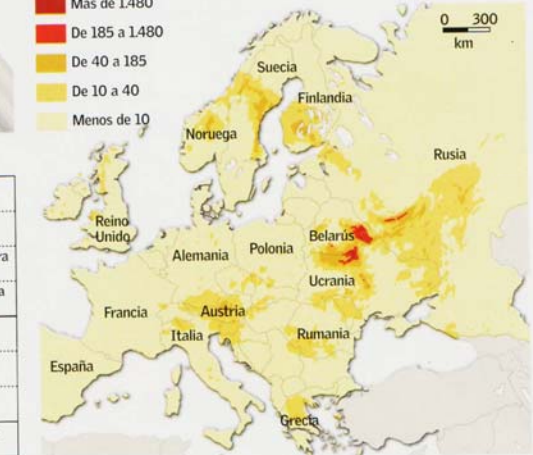 Más de 1.480
De 185 a 1.480
De 40 a 185
De 10 a 40
Menos de 10
0 300
km
Suecia
Finlandia
Noruega
Rusia
Reino
Unido
Belarús
Alemania
Polonia
Ucrania
Francia
Austria
Italia
Rumania
España
Grecia
ra
a